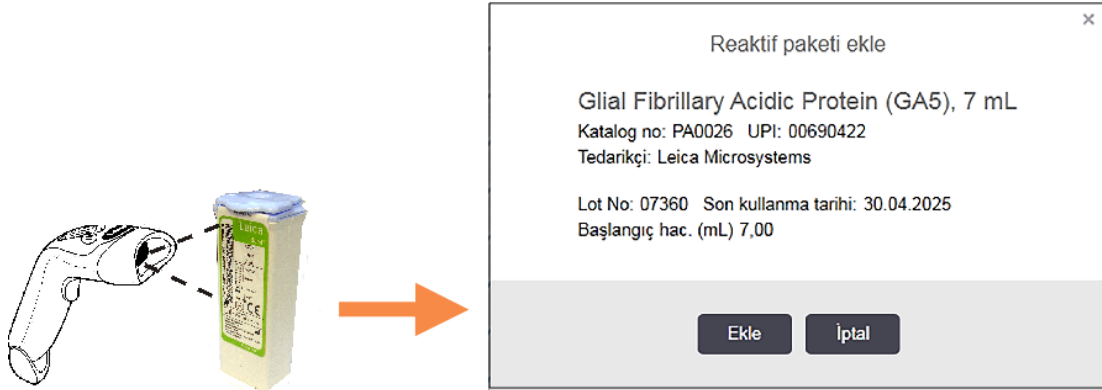 Leica
CE
×
Reaktif paketi ekle
Glial Fibrillary Acidic Protein (GA5), 7 mL
Katalog no: PA0026 UPI: 00690422
Tedarikçi: Leica Microsystems
Lot No: 07360 Son kullanma tarihi: 30.04.2025
Başlangıç hac. (mL) 7,00
Ekle
İptal